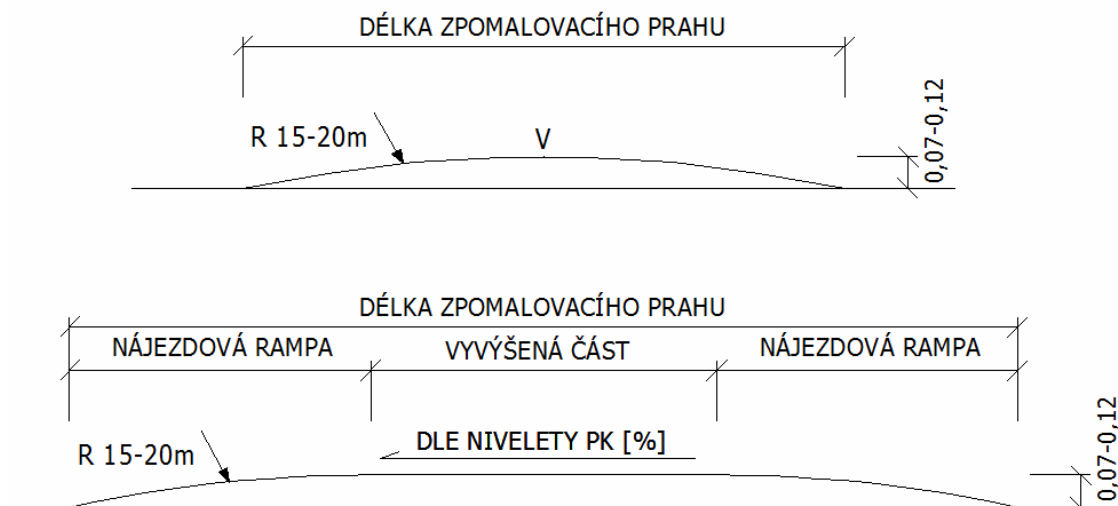 DÉLKA ZPOMALOVACÍHO PRAHU
R 15-20m
V
0,07-0,12
DÉLKA ZPOMALOVACÍHO PRAHU
NÁJEZDOVÁ RAMPA
VYVÝŠENÁ ČÁST
NÁJEZDOVÁ RAMPA
R 15-20m
DLE NIVELETY PK [%]
0,07-0,12